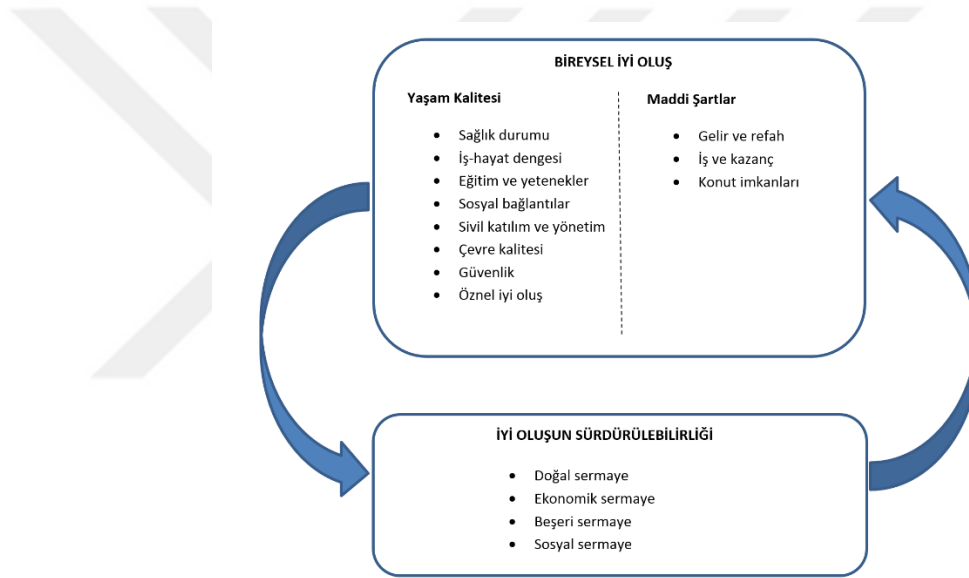 BİREYSEL İYİ OLUŞ
Yaşam Kalitesi
• Sağlık durumu
• İş-hayat dengesi
• Eğitim ve yetenekler
• Sosyal bağlantılar
• Sivil katılım ve yönetim
• Çevre kalitesi
• Güvenlik
• Öznel iyi oluş
Maddi Şartlar
• Gelir ve refah
• İş ve kazanç
• Konut imkanları
İYİ OLUŞUN SÜRDÜRÜLEBİLİRLİĞİ
• Doğal sermaye
• Ekonomik sermaye
• Beşeri sermaye
• Sosyal sermaye